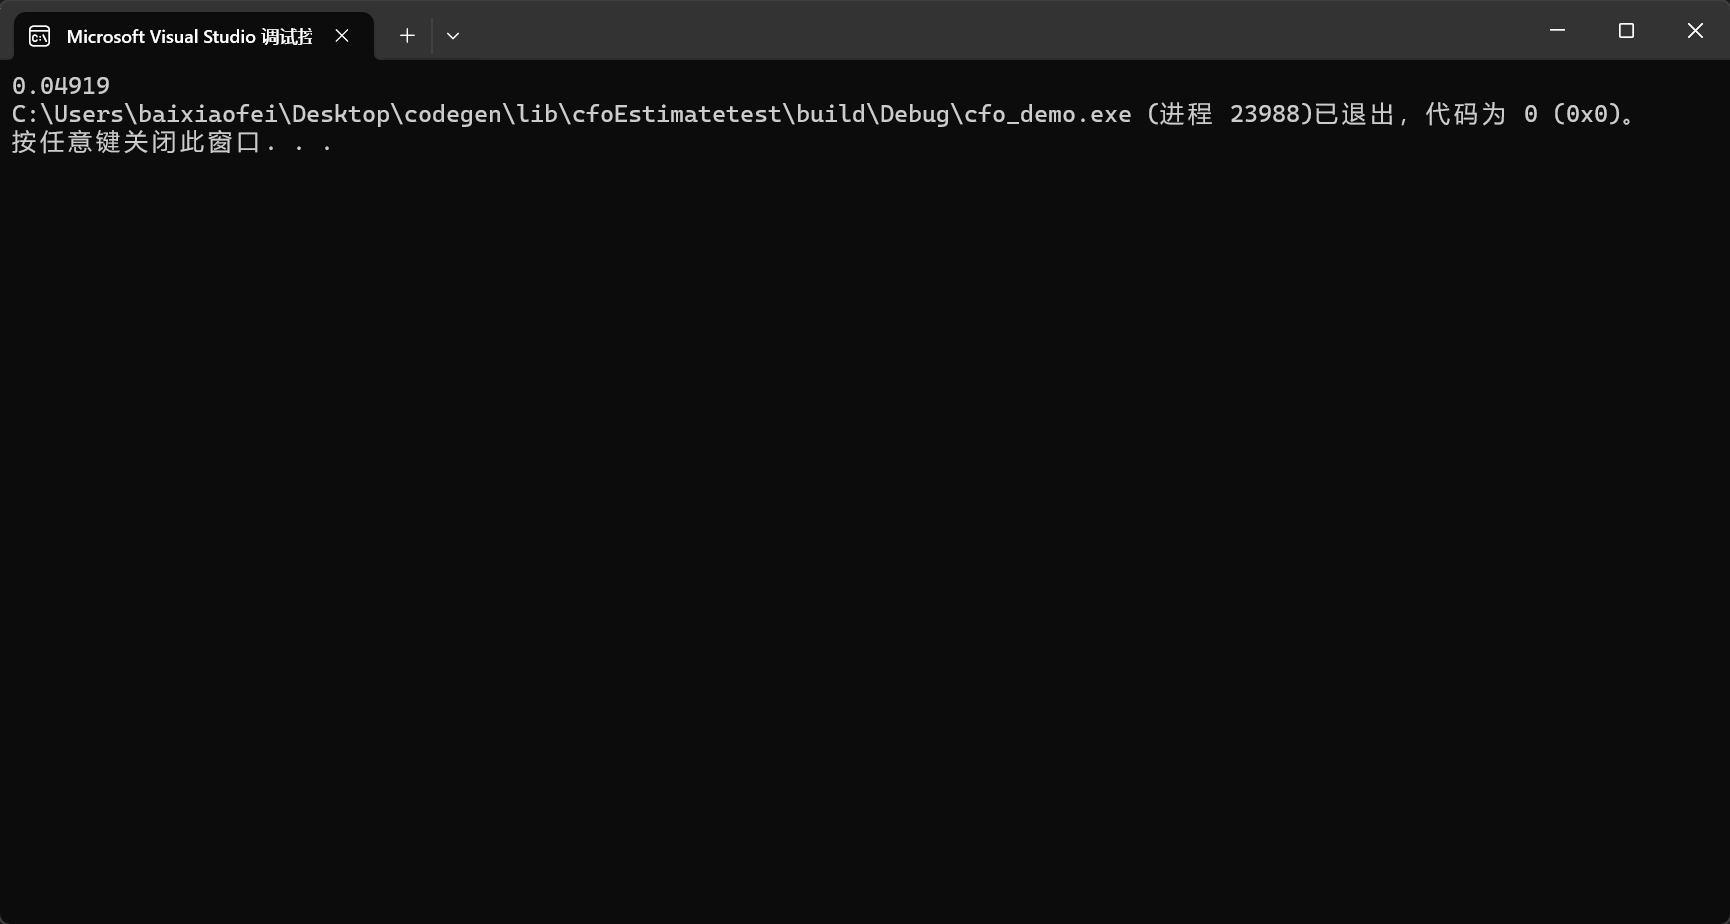 Microsoft Visual Studio 调试控
0.04919
C:\Users\baixiaofei\Desktop\codegen\lib\cfoEstimatetest\build\Debug\cfo_demo.exe (进程 23988)已退出，代码为 0 (0x0)。
按任意键关闭此窗口. . .